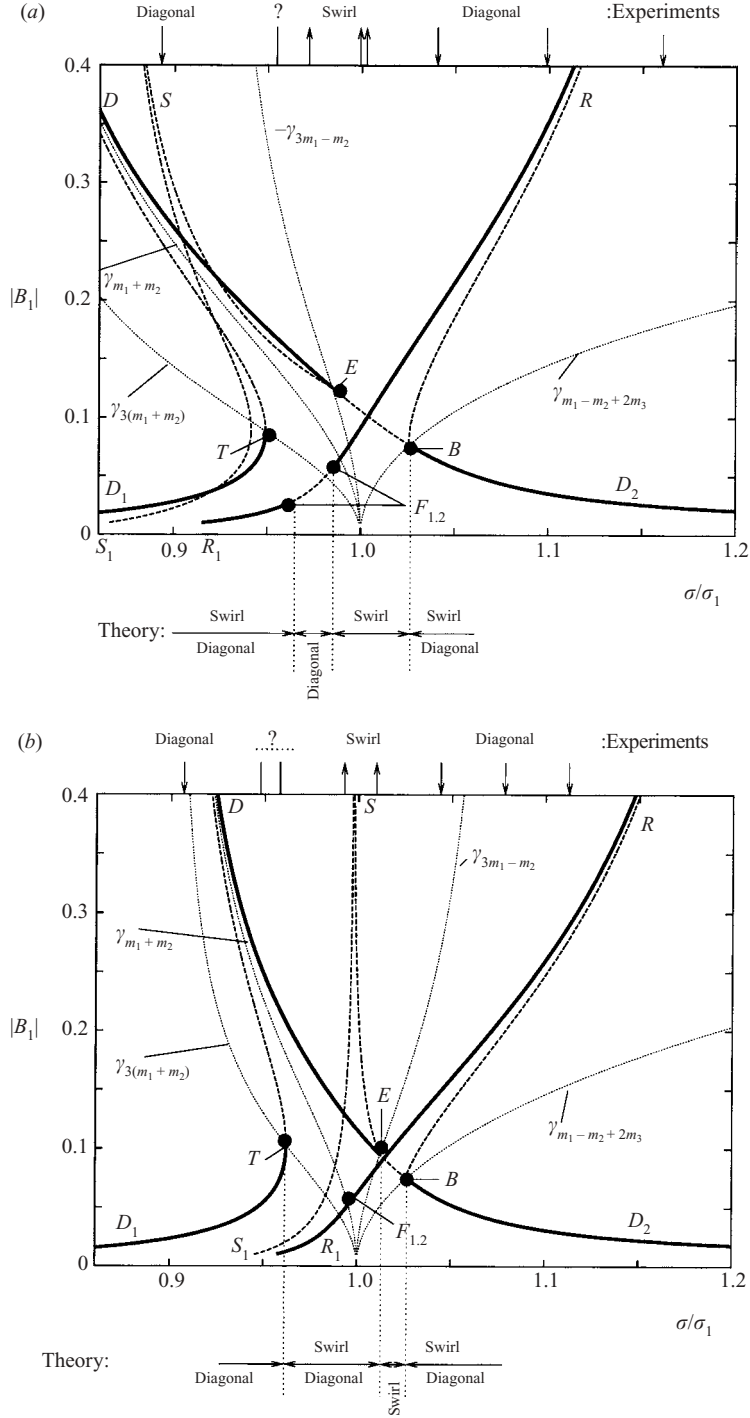 (a) Diagonal ? Swirl Diagonal :Experiments
0.4
D S R
−γ3m1 − m2
0.3
γm1 + m2
|B1| 0.2
E
γm1 − m2 + 2m3
γ3(m1 + m2)
0.1
T B
D1 F1.2 D2
0
S1 0.9 R1 1.0 1.1 1.2
σ/σ1
Swirl Swirl Swirl
Theory:
Diagonal Diagonal Diagonal
(b) Diagonal ? Swirl Diagonal :Experiments
0.4
D S R
γ3m1 − m2
0.3
γm1 + m2
|B1| 0.2
γ3(m1 + m2)
E
γm1 − m2 + 2m3
0.1
T B
D1 F1.2 D2
S1 R1
0
0.9 1.0 1.1 1.2
σ/σ1
Theory:
Swirl Swirl
Diagonal Diagonal Swirl Diagonal